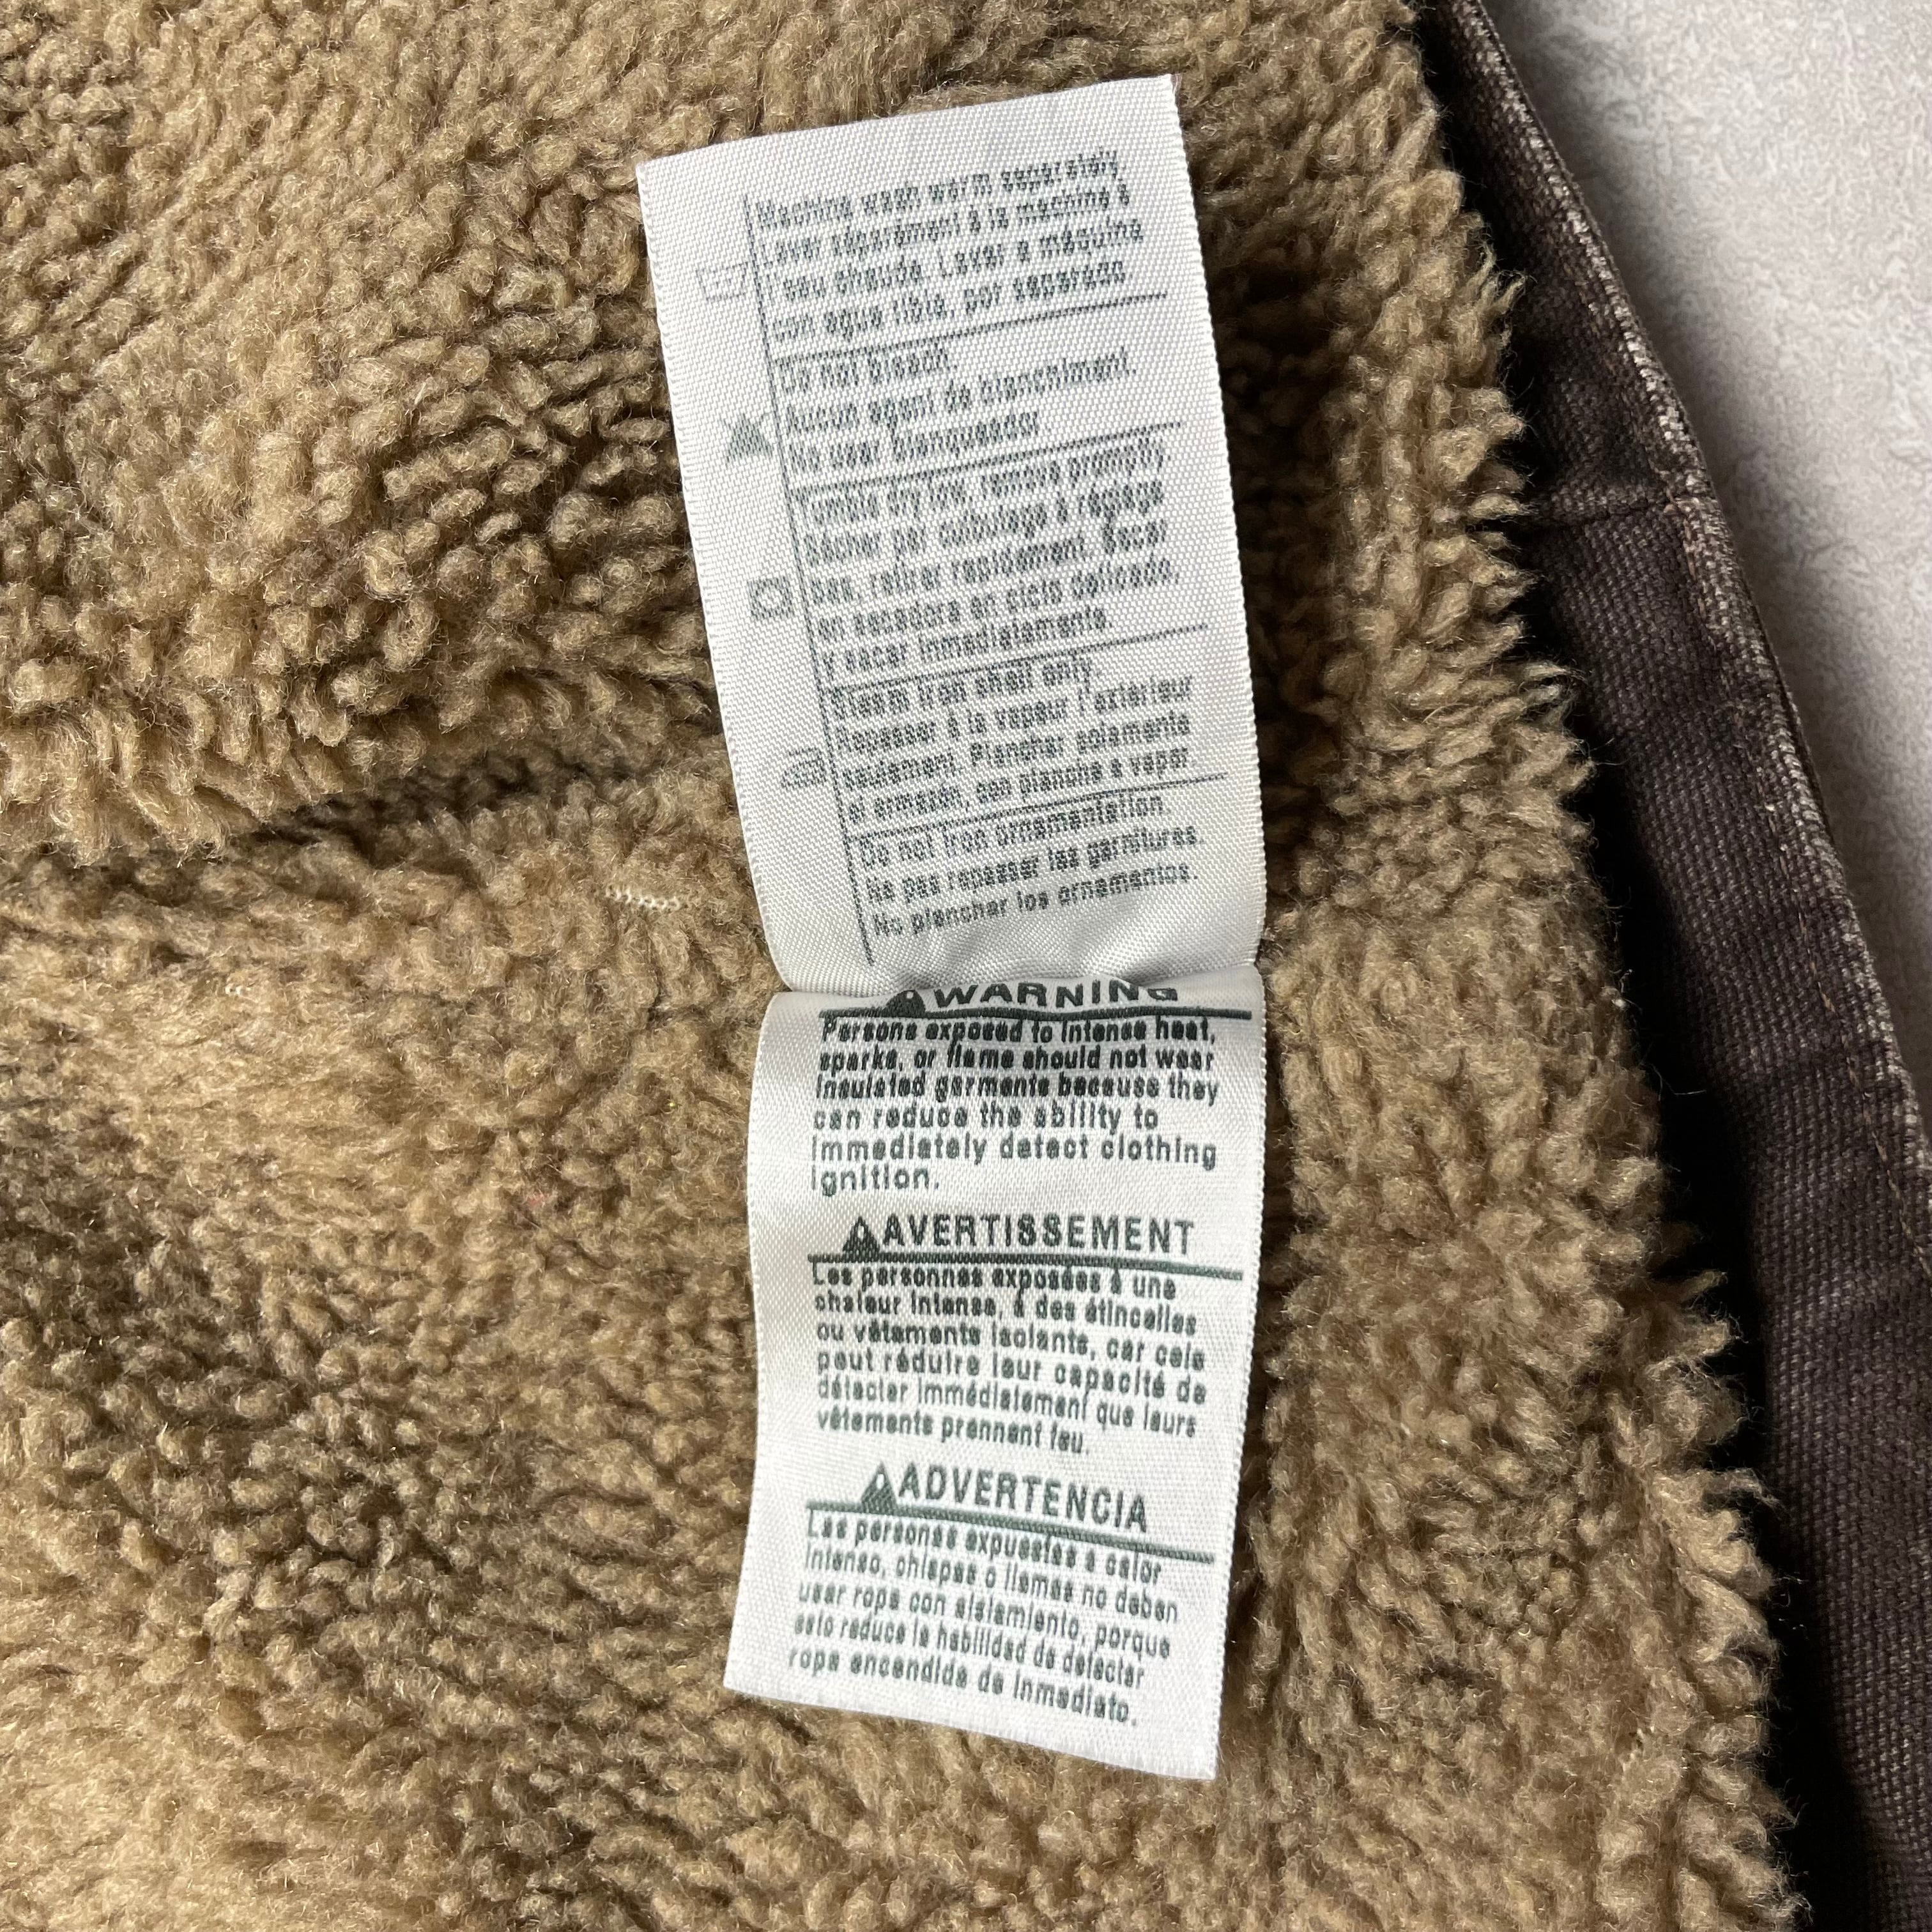 Machine wash warm separately
Laver séparément à la machine à
l'eau chaude. Lavar a máquina
con agua tibia, por separado
Do not bleach.
Aucun agent de blanchiment.
No usar blanqueador
Tumble dry low, remove promptly
Sécher par culbutage à réglage
bas, retirer rapidement. Secar
en secadora en ciclo delicado,
y sacar inmediatamente.
Steam iron shell only
Repasser à la vapeur l'extérieur
seulement. Planchar solamente
el armazón, con plancha a vapor.
Do not iron ornamentation.
Ne pas repasser les garnitures
No planchar los ornamentos.
WARNING
Persons exposed to intense heat,
sparks, or flame should not wear
insulated garments because they
can reduce the ability to
immediately detect clothing
ignition.
AVERTISSEMENT
Les personnes exposées à une
chaleur intense, à des étincelles
ou vêtements isolants, car cela
peut réduire leur capacité de
détecter immédiatement que leurs
vêtements prennent feu.
ADVERTENCIA
Las personas expuestas a calor
intenso, chispas o llamas no deben
usar ropa con aislamiento, porque
esto reduce la habilidad de detectar
ropa encendida de inmediato.